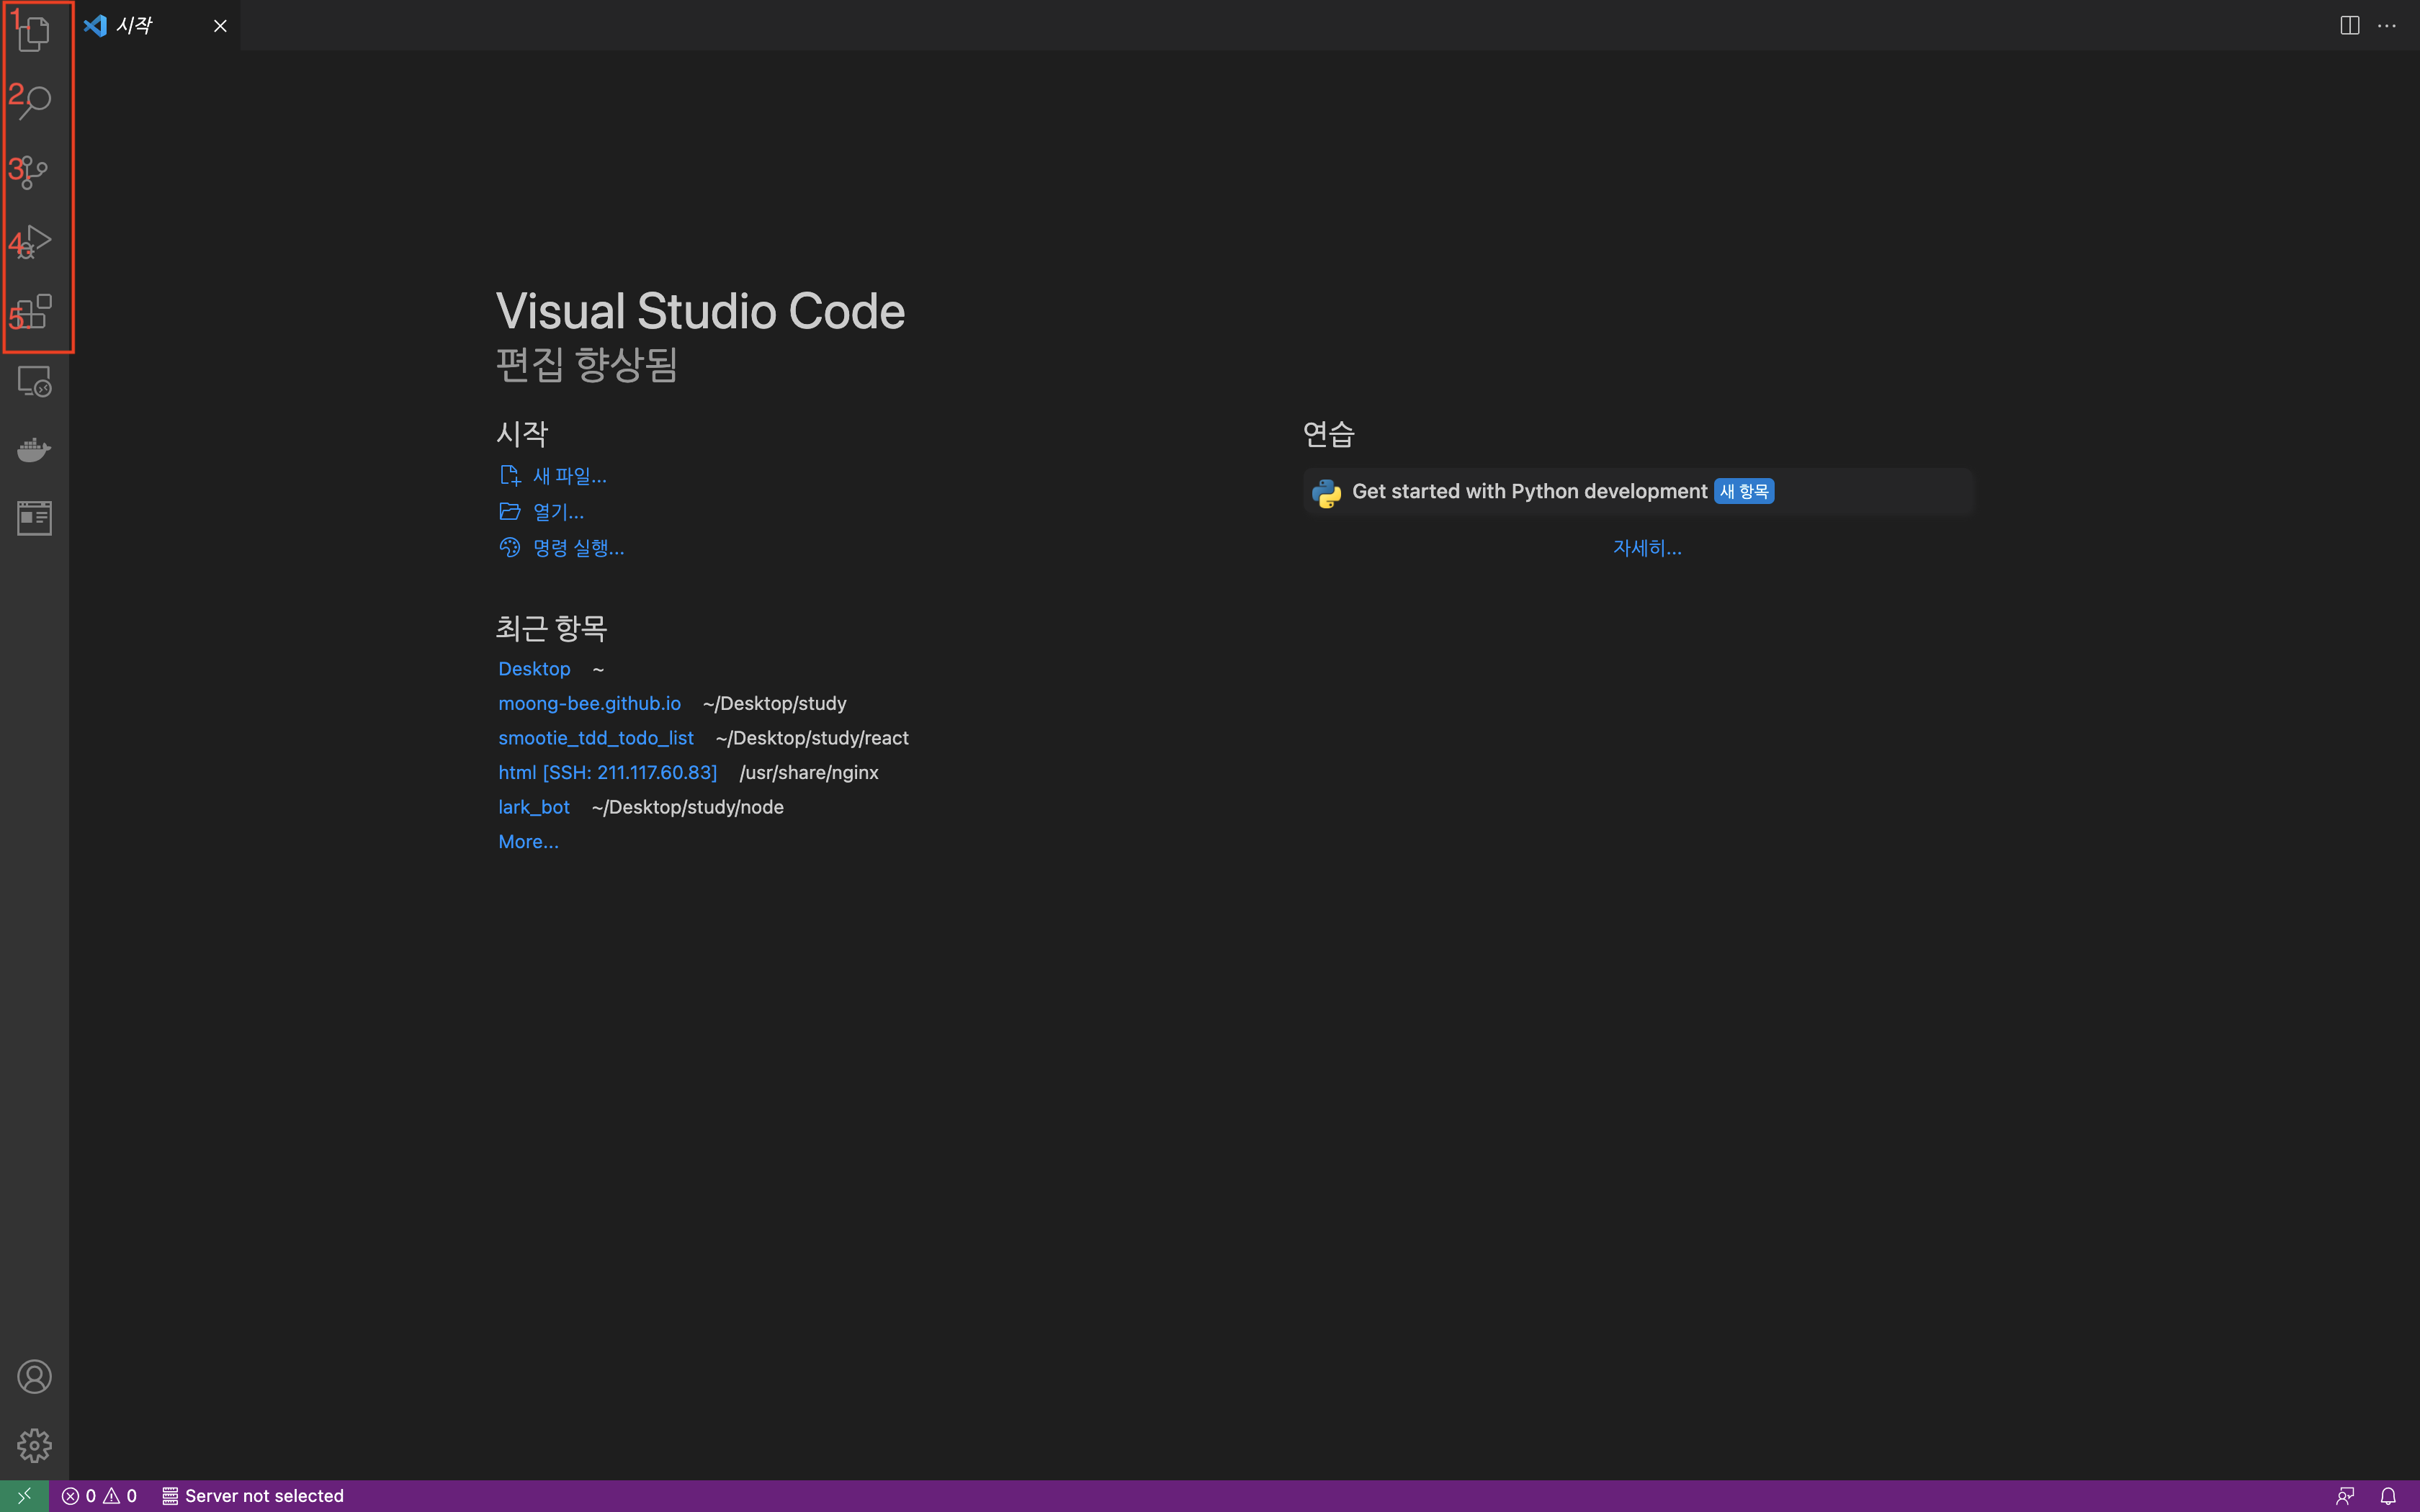 1.
시작
2.
3.
4.
5.
Visual Studio Code
편집 향상됨
시작
새 파일...
열기...
명령 실행...
연습
Get started with Python development 새 항목
자세히...
최근 항목
Desktop ~
moong-bee.github.io ~/Desktop/study
smootie_tdd_todo_list ~/Desktop/study/react
html [SSH: 211.117.60.83] /usr/share/nginx
lark_bot ~/Desktop/study/node
More...
0 0 Server not selected